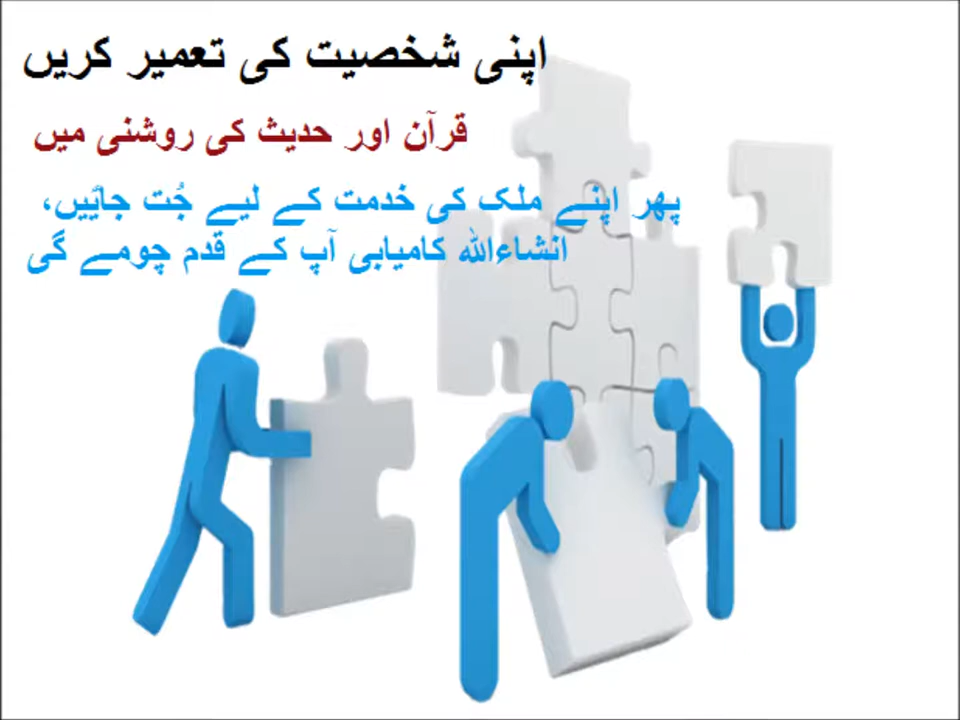 اپنی شخصیت کی تعمیر کریں
قرآن اور حدیث کی روشنی میں
پھر اپنے ملک کی خدمت کے لیے جُت جائیں،
انشاءاللہ کامیابی آپ کے قدم چومے گی